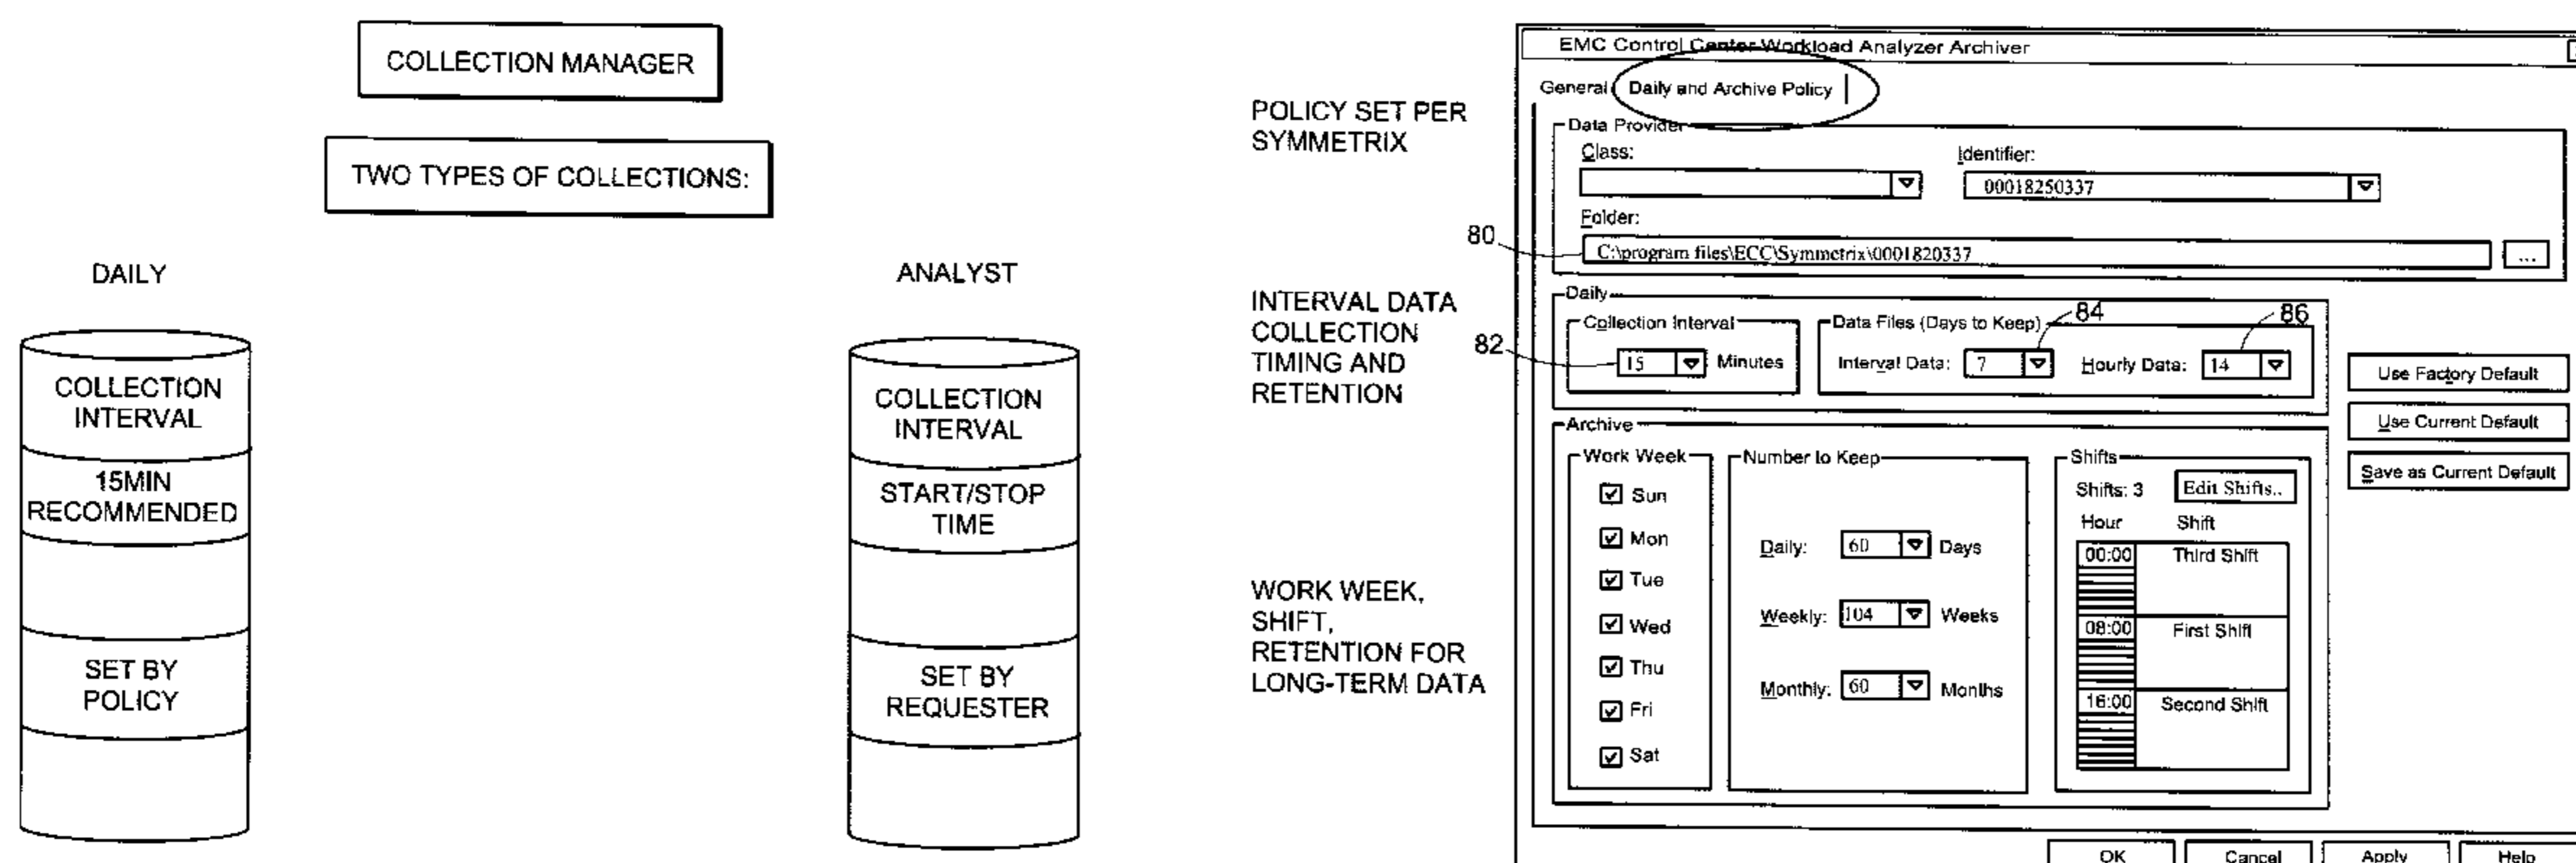 COLLECTION MANAGER
TWO TYPES OF COLLECTIONS:
DAILY
COLLECTION
INTERVAL
15MIN
RECOMMENDED
SET BY
POLICY
ANALYST
COLLECTION
INTERVAL
START/STOP
TIME
SET BY
REQUESTER
POLICY SET PER
SYMMETRIX
INTERVAL DATA
COLLECTION
TIMING AND
RETENTION
WORK WEEK,
SHIFT,
RETENTION FOR
LONG-TERM DATA
EMC Control Center Workload Analyzer Archiver
General Daily and Archive Policy
Data Provider
Class: Identifier:
00018250337
Folder:
80
C:\program files\ECC\Symmetrix\0001820337 ...
Daily
Collection Interval Data Files (Days to Keep) 84 86
82
15 Minutes Interval Data: 7 Hourly Data: 14
Use Factory Default
Use Current Default
Save as Current Default
Archive
Work Week
Sun
Mon
Tue
Wed
Thu
Fri
Sat
Number to Keep
Daily: 60 Days
Weekly: 104 Weeks
Monthly: 60 Months
Shifts
Shifts: 3 Edit Shifts..
Hour Shift
00:00 Third Shift
08:00 First Shift
16:00 Second Shift
OK Cancel Apply Help